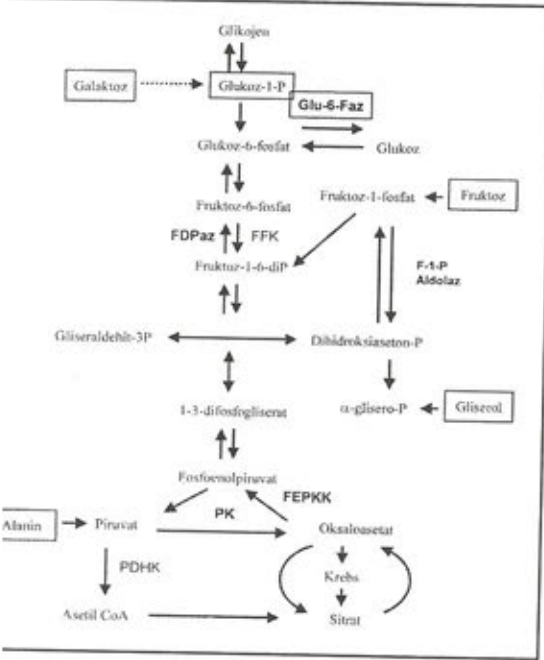 Glikojen
Galaktoz
Glukoz-1-P
Glu-6-Faz
Glukoz-6-fosfat
Glukoz
Fruktoz-6-fosfat
Fruktoz-1-fosfat
Fruktoz
FDPaz
FFK
Fruktoz-1-6-diP
F-1-P
Aldolaz
Gliseraldehit-3P
Dihidroksiaseton-P
1-3-difosfogliserat
α-glisero-P
Gliserol
Fosfoenolpiruvat
FEPKK
Alanin
Piruvat
PK
Oksaloasetat
PDHK
Krebs
Asetil CoA
Sitrat